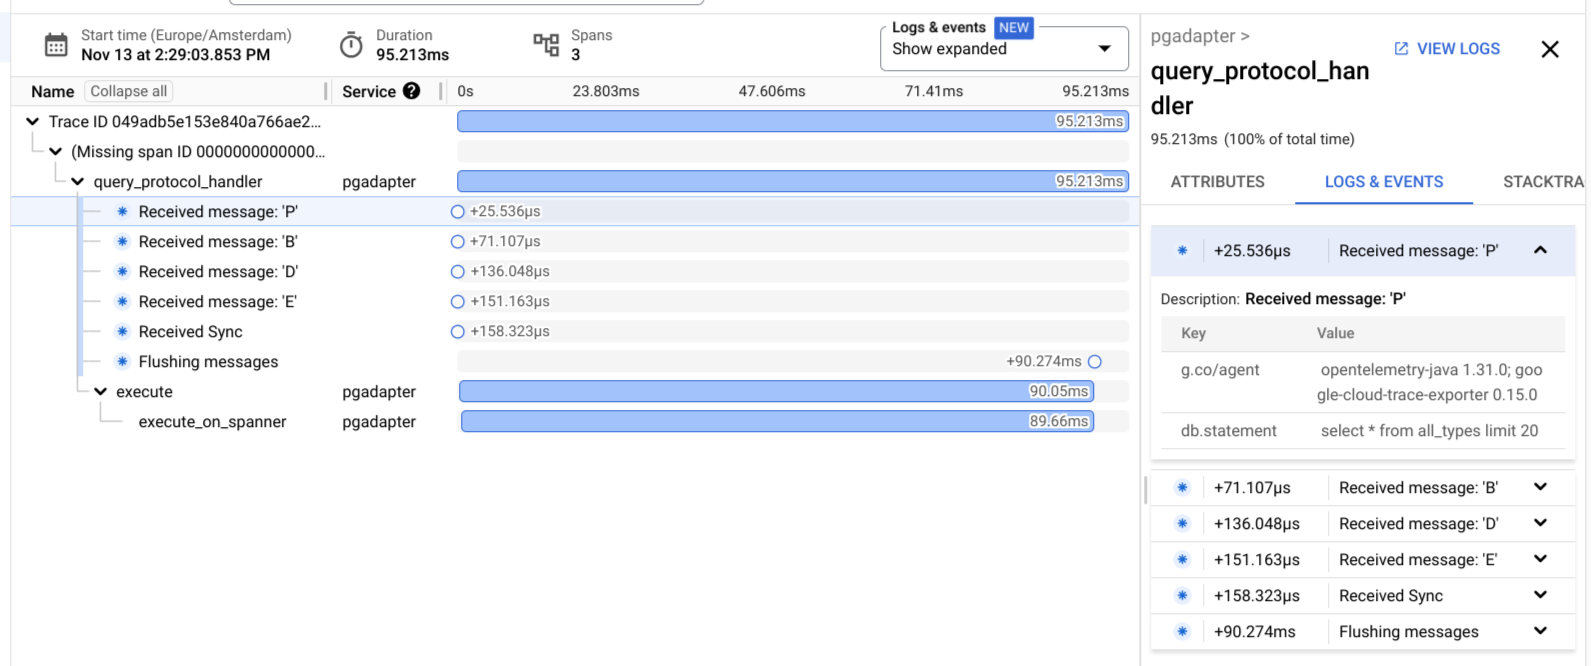 Start time (Europe/Amsterdam)
Nov 13 at 2:29:03.853 PM
Duration
95.213ms
Spans
3
Logs & events NEW
Show expanded
Name Collapse all Service ? 0s 23.803ms 47.606ms 71.41ms 95.213ms
Trace ID 049adb5e153e840a766ae2... 95.213ms
(Missing span ID 0000000000000...
query_protocol_handler pgadapter 95.213ms
Received message: 'P' +25.536µs
Received message: 'B' +71.107µs
Received message: 'D' +136.048µs
Received message: 'E' +151.163µs
Received Sync +158.323µs
Flushing messages +90.274ms
execute pgadapter 90.05ms
execute_on_spanner pgadapter 89.66ms
pgadapter >
VIEW LOGS
query_protocol_han
dler
95.213ms (100% of total time)
ATTRIBUTES LOGS & EVENTS STACKTRA
+25.536µs Received message: 'P'
Description: Received message: 'P'
Key Value
g.co/agent opentelemetry-java 1.31.0; goo
gle-cloud-trace-exporter 0.15.0
db.statement select * from all_types limit 20
+71.107µs Received message: 'B'
+136.048µs Received message: 'D'
+151.163µs Received message: 'E'
+158.323µs Received Sync
+90.274ms Flushing messages